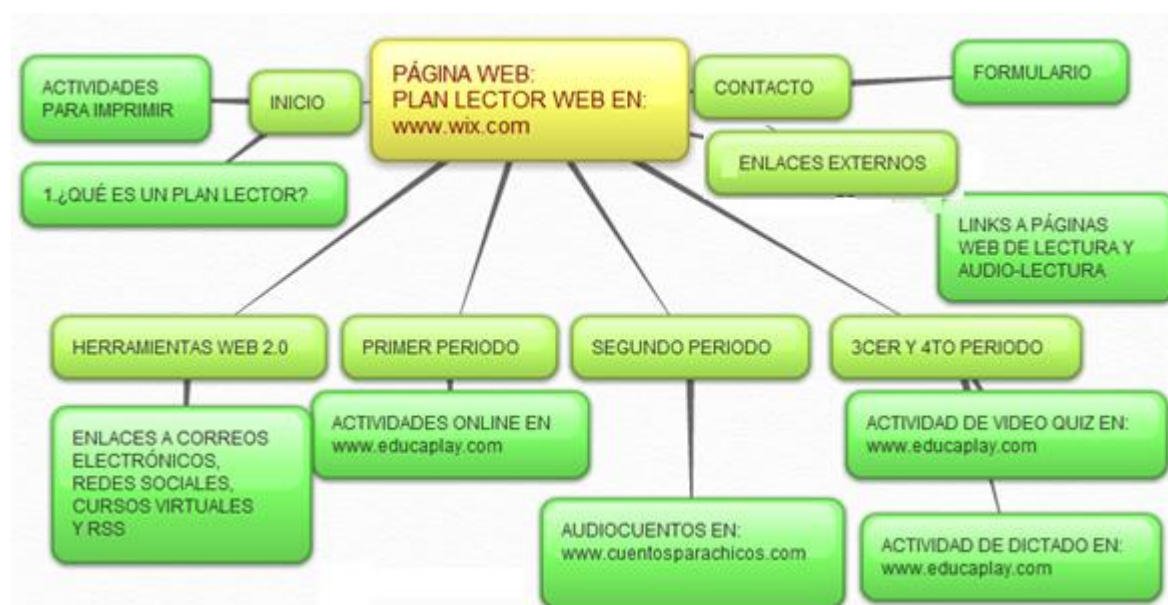 PÁGINA WEB:
PLAN LECTOR WEB EN:
www.wix.com
ACTIVIDADES
PARA IMPRIMIR
INICIO
1.¿QUÉ ES UN PLAN LECTOR?
CONTACTO
FORMULARIO
ENLACES EXTERNOS
LINKS A PÁGINAS
WEB DE LECTURA Y
AUDIO-LECTURA
HERRAMIENTAS WEB 2.0
ENLACES A CORREOS
ELECTRÓNICOS,
REDES SOCIALES,
CURSOS VIRTUALES
Y RSS
PRIMER PERIODO
ACTIVIDADES ONLINE EN
www.educaplay.com
SEGUNDO PERIODO
AUDIOCUENTOS EN:
www.cuentosparachicos.com
3CER Y 4TO PERIODO
ACTIVIDAD DE VIDEO QUIZ EN:
www.educaplay.com
ACTIVIDAD DE DICTADO EN:
www.educaplay.com